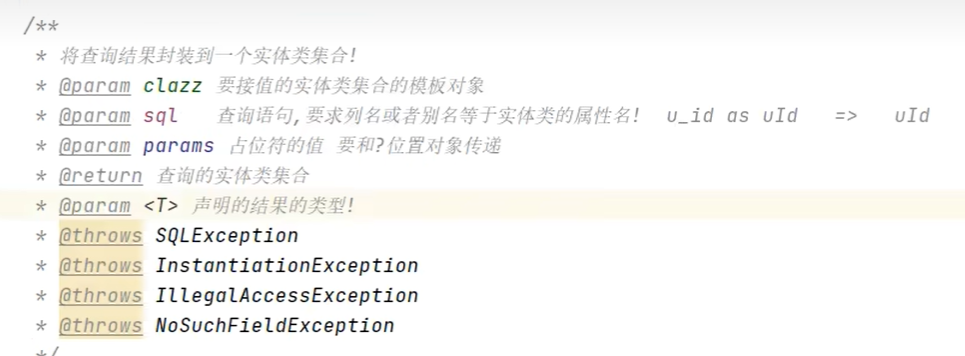 /**
* 将查询结果封装到一个实体类集合!
* @param clazz 要接值的实体类集合的模板对象
* @param sql 查询语句,要求列名或者别名等于实体类的属性名! u_id as uId => uId
* @param params 占位符的值 要和?位置对象传递
* @return 查询的实体类集合
* @param <T> 声明的结果的类型!
* @throws SQLException
* @throws InstantiationException
* @throws IllegalAccessException
* @throws NoSuchFieldException
*/